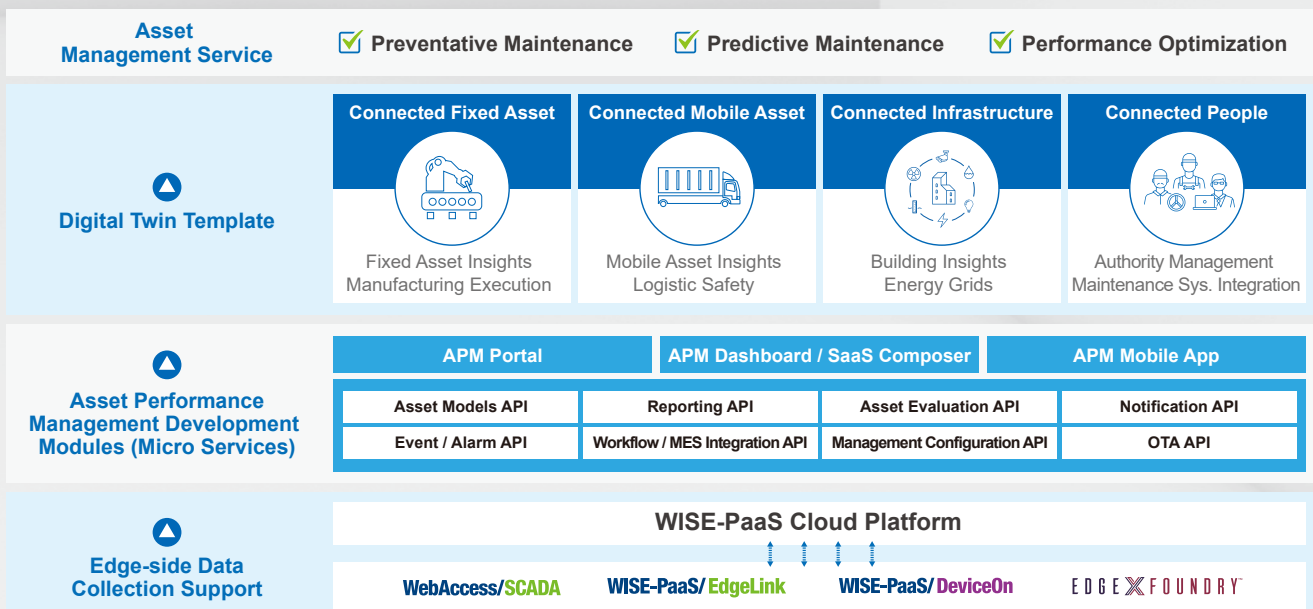 Asset
Management Service
Preventative Maintenance
Predictive Maintenance
Performance Optimization
Digital Twin Template
Connected Fixed Asset
Fixed Asset Insights
Manufacturing Execution
Connected Mobile Asset
Mobile Asset Insights
Logistic Safety
Connected Infrastructure
Building Insights
Energy Grids
Connected People
Authority Management
Maintenance Sys. Integration
Asset Performance
Management Development
Modules (Micro Services)
APM Portal
APM Dashboard / SaaS Composer
APM Mobile App
Asset Models API
Reporting API
Asset Evaluation API
Notification API
Event / Alarm API
Workflow / MES Integration API
Management Configuration API
OTA API
Edge-side Data
Collection Support
WISE-PaaS Cloud Platform
WebAccess/SCADA
WISE-PaaS/EdgeLink
WISE-PaaS/DeviceOn
EDGE X FOUNDRY™